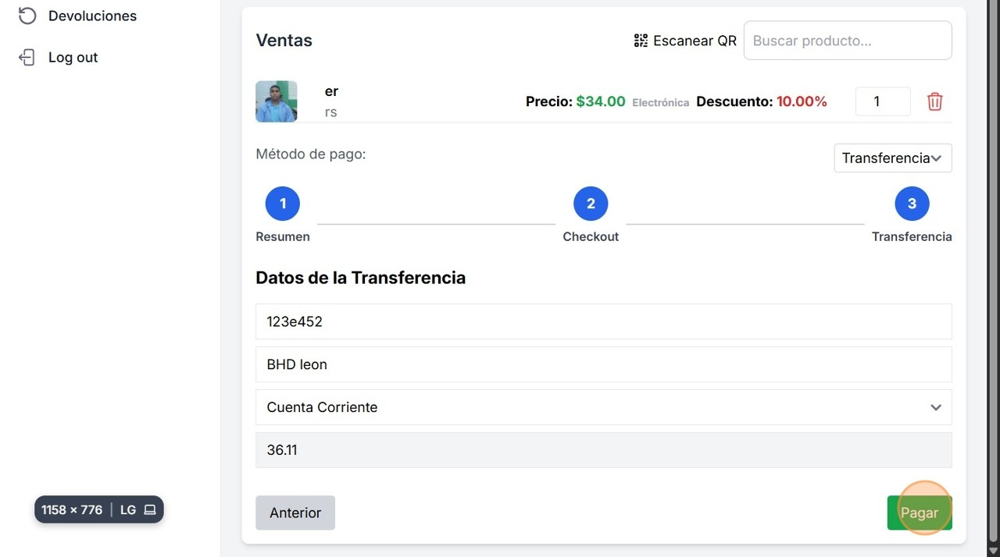 Devoluciones
Log out
Ventas
Escanear QR
Buscar producto...
er
rs
Precio: $34.00 Electrónica Descuento: 10.00%
1
Método de pago:
Transferencia
1
2
3
Resumen
Checkout
Transferencia
Datos de la Transferencia
123e452
BHD leon
Cuenta Corriente
36.11
Anterior
Pagar
1158 × 776 | LG